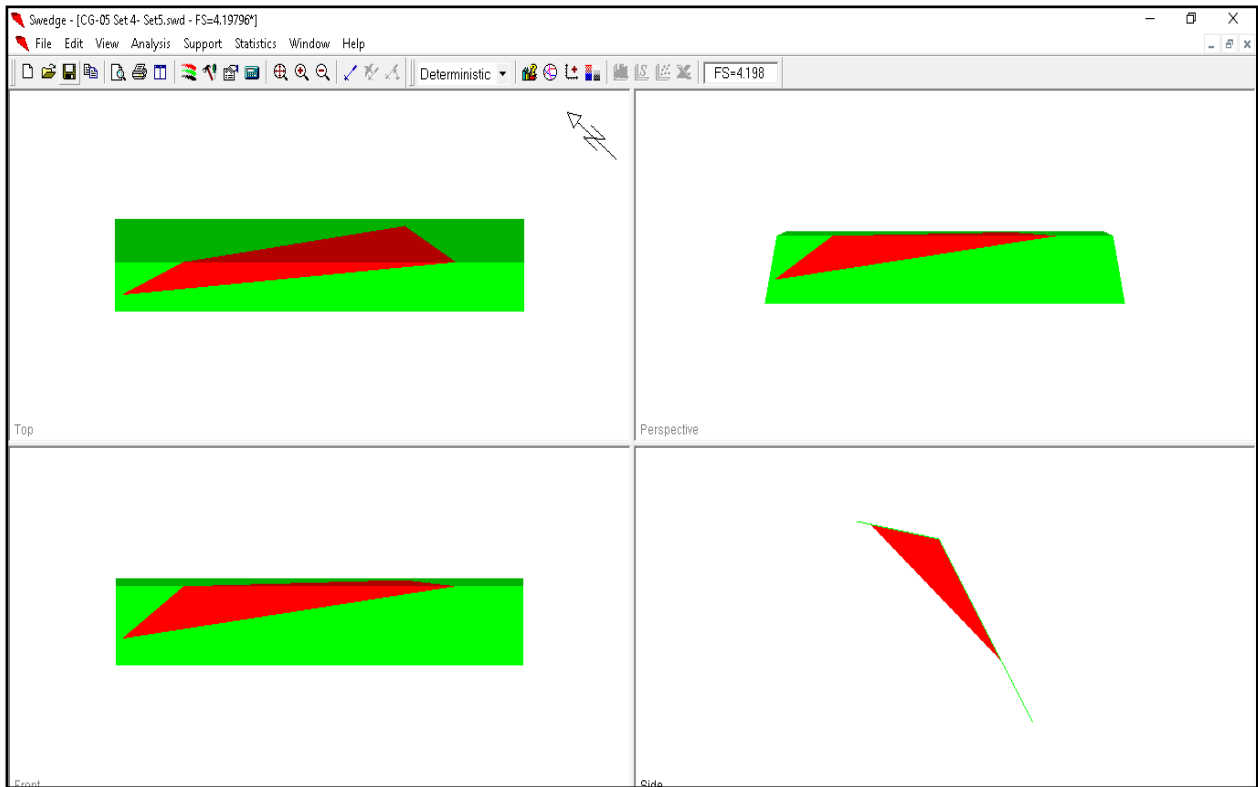 Swedge - [CG-05 Set 4- Set5.swd - FS=4.19796*]
File Edit View Analysis Support Statistics Window Help
Deterministic FS=4.198
N
Top
Perspective
Front
Side